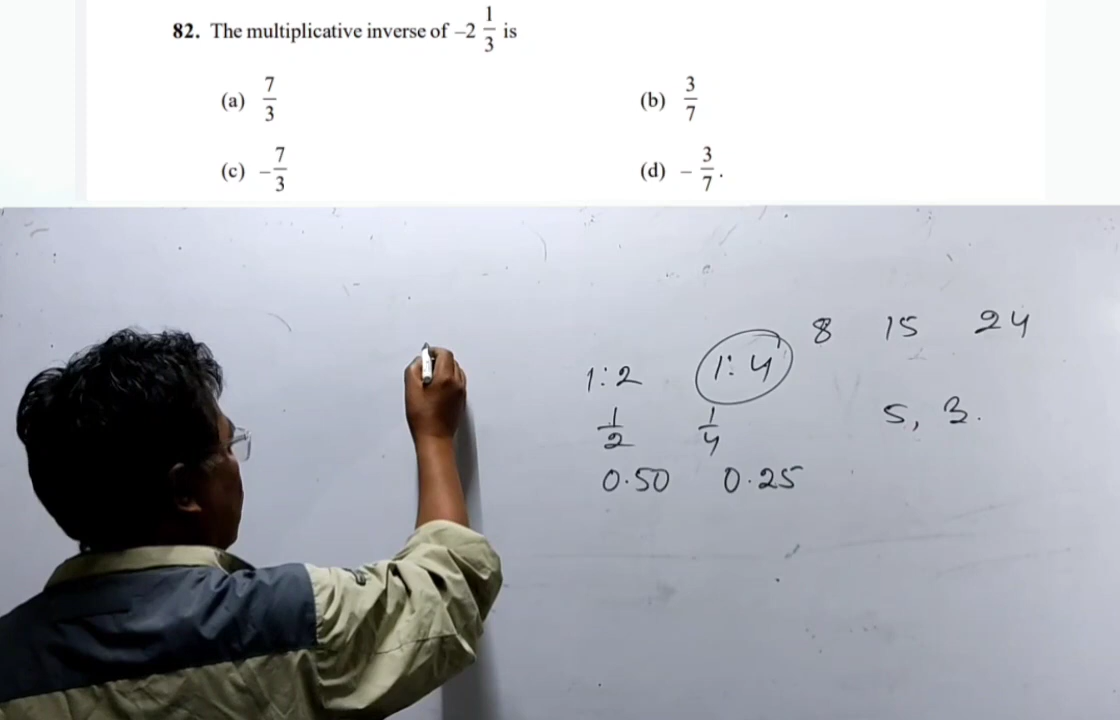 82. The multiplicative inverse of –2 1/3 is
(a) 7/3
(b) 3/7
(c) –7/3
(d) –3/7.
8 15 24
1:2 1:4
1/2 1/4 5, 3.
0.50 0.25